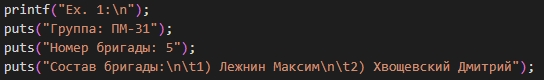 printf("Ex. 1:\n");
puts("Группа: ПМ-31");
puts("Номер бригады: 5");
puts("Состав бригады:\n\t1) Лежнин Максим\n\t2) Хвощевский Дмитрий");